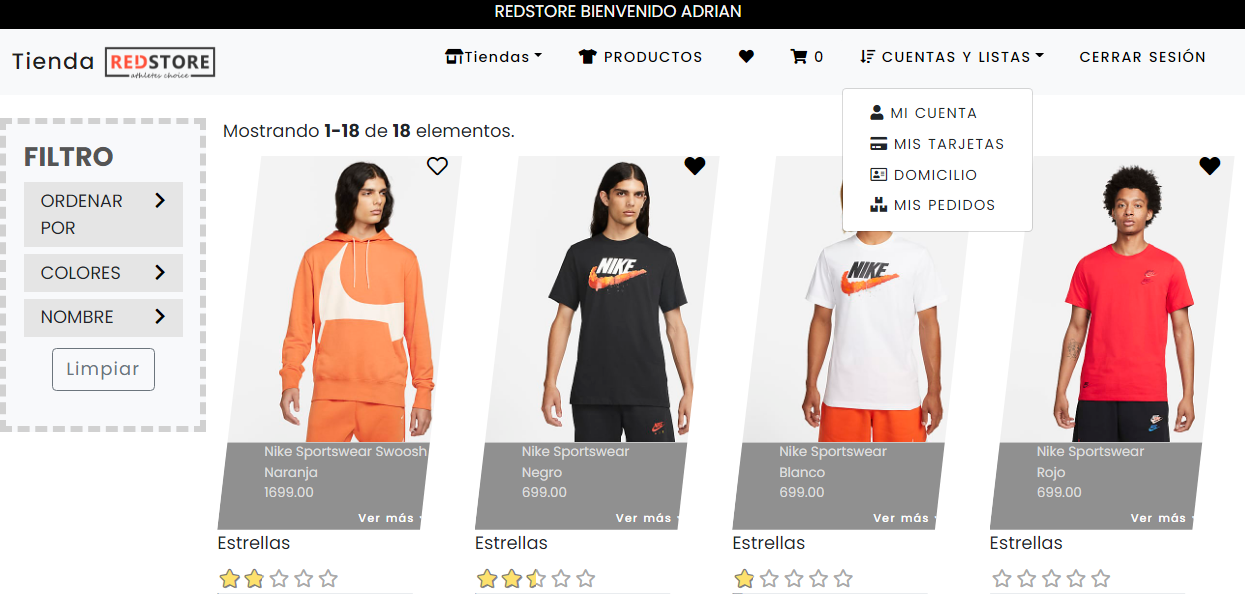 REDSTORE BIENVENIDO ADRIAN
Tienda REDSTORE
athletes choice
Tiendas PRODUCTOS 0 CUENTAS Y LISTAS CERRAR SESIÓN
MI CUENTA
MIS TARJETAS
DOMICILIO
MIS PEDIDOS
FILTRO
ORDENAR
POR
COLORES
NOMBRE
Limpiar
Mostrando 1-18 de 18 elementos.
Nike Sportswear Swoosh
Naranja
1699.00
Ver más
Estrellas
NIKE
Nike Sportswear
Negro
699.00
Ver más
Estrellas
NIKE
Nike Sportswear
Blanco
699.00
Ver más
Estrellas
Nike Sportswear
Rojo
699.00
Ver más
Estrellas